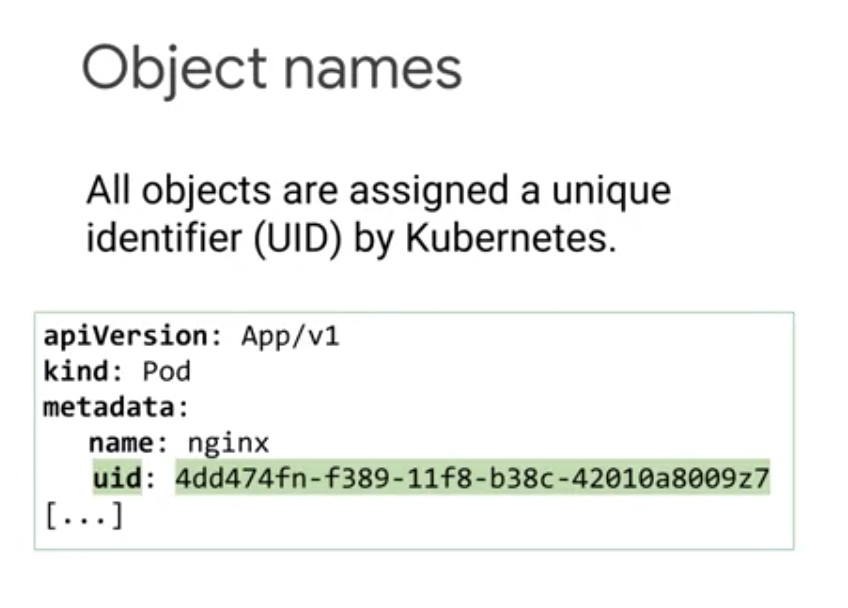 Object names
All objects are assigned a unique
identifier (UID) by Kubernetes.
apiVersion: App/v1
kind: Pod
metadata:
name: nginx
uid: 4dd474fn-f389-11f8-b38c-42010a8009z7
[...]